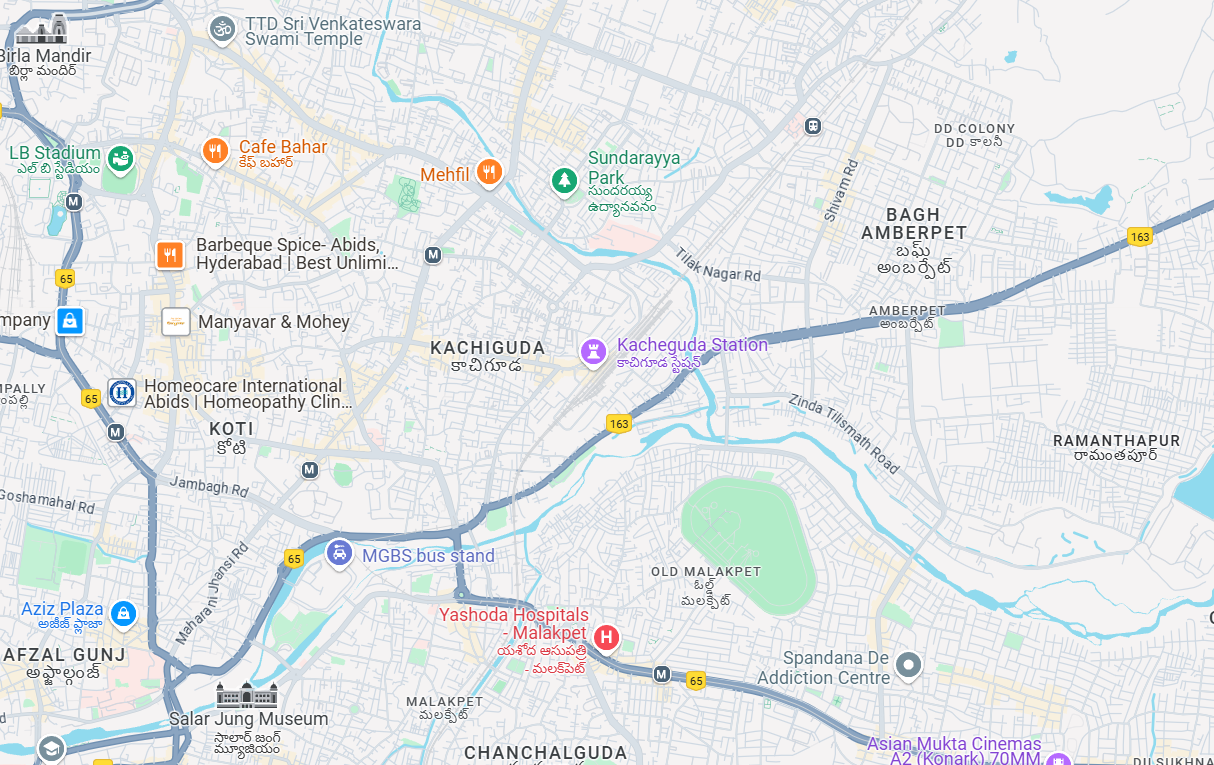 TTD Sri Venkateswara
Swami Temple
Birla Mandir
బిర్లా మందిర్
DD COLONY
DD కాలనీ
LB Stadium
ఎల్ బి స్టేడియం
Cafe Bahar
కేఫ్ బహార్
Mehfil
Sundarayya
Park
సుందరయ్య
ఉద్యానవనం
M
Shivam Rd
BAGH
AMBERPET
బఘ్
అంబర్పేట్
163
Barbeque Spice- Abids,
Hyderabad | Best Unlimi...
M
Tilak Nagar Rd
65
AMBERPET
అంబర్పేట్
mpany
Manyavar & Mohey
KACHIGUDA
కాచిగూడ
Kacheguda Station
కాచిగూడ స్టేషన్
MPALLY
ంపల్లి
Homeocare International
Abids | Homeopathy Clin...
H
65
Zinda Tilismath Road
163
M
KOTI
కోటి
RAMANTHAPUR
రామంతపూర్
M
Jambagh Rd
Goshamahal Rd
65
MGBS bus stand
Maharani Jhansi Rd
OLD MALAKPET
ఓల్డ్
మలక్పేట్
Aziz Plaza
అజీజ్ ప్లాజా
Yashoda Hospitals
- Malakpet
యశోద ఆసుపత్రి
- మలక్‌పేట్
H
AFZAL GUNJ
అఫ్జాల్గంజ్
Spandana De
Addiction Centre
M
65
MALAKPET
మలక్పేట్
Salar Jung Museum
సాలార్ జంగ్
మ్యూజియం
CHANCHALGUDA
Asian Mukta Cinemas
A2 (Konark) 70MM
DILSUKHNA